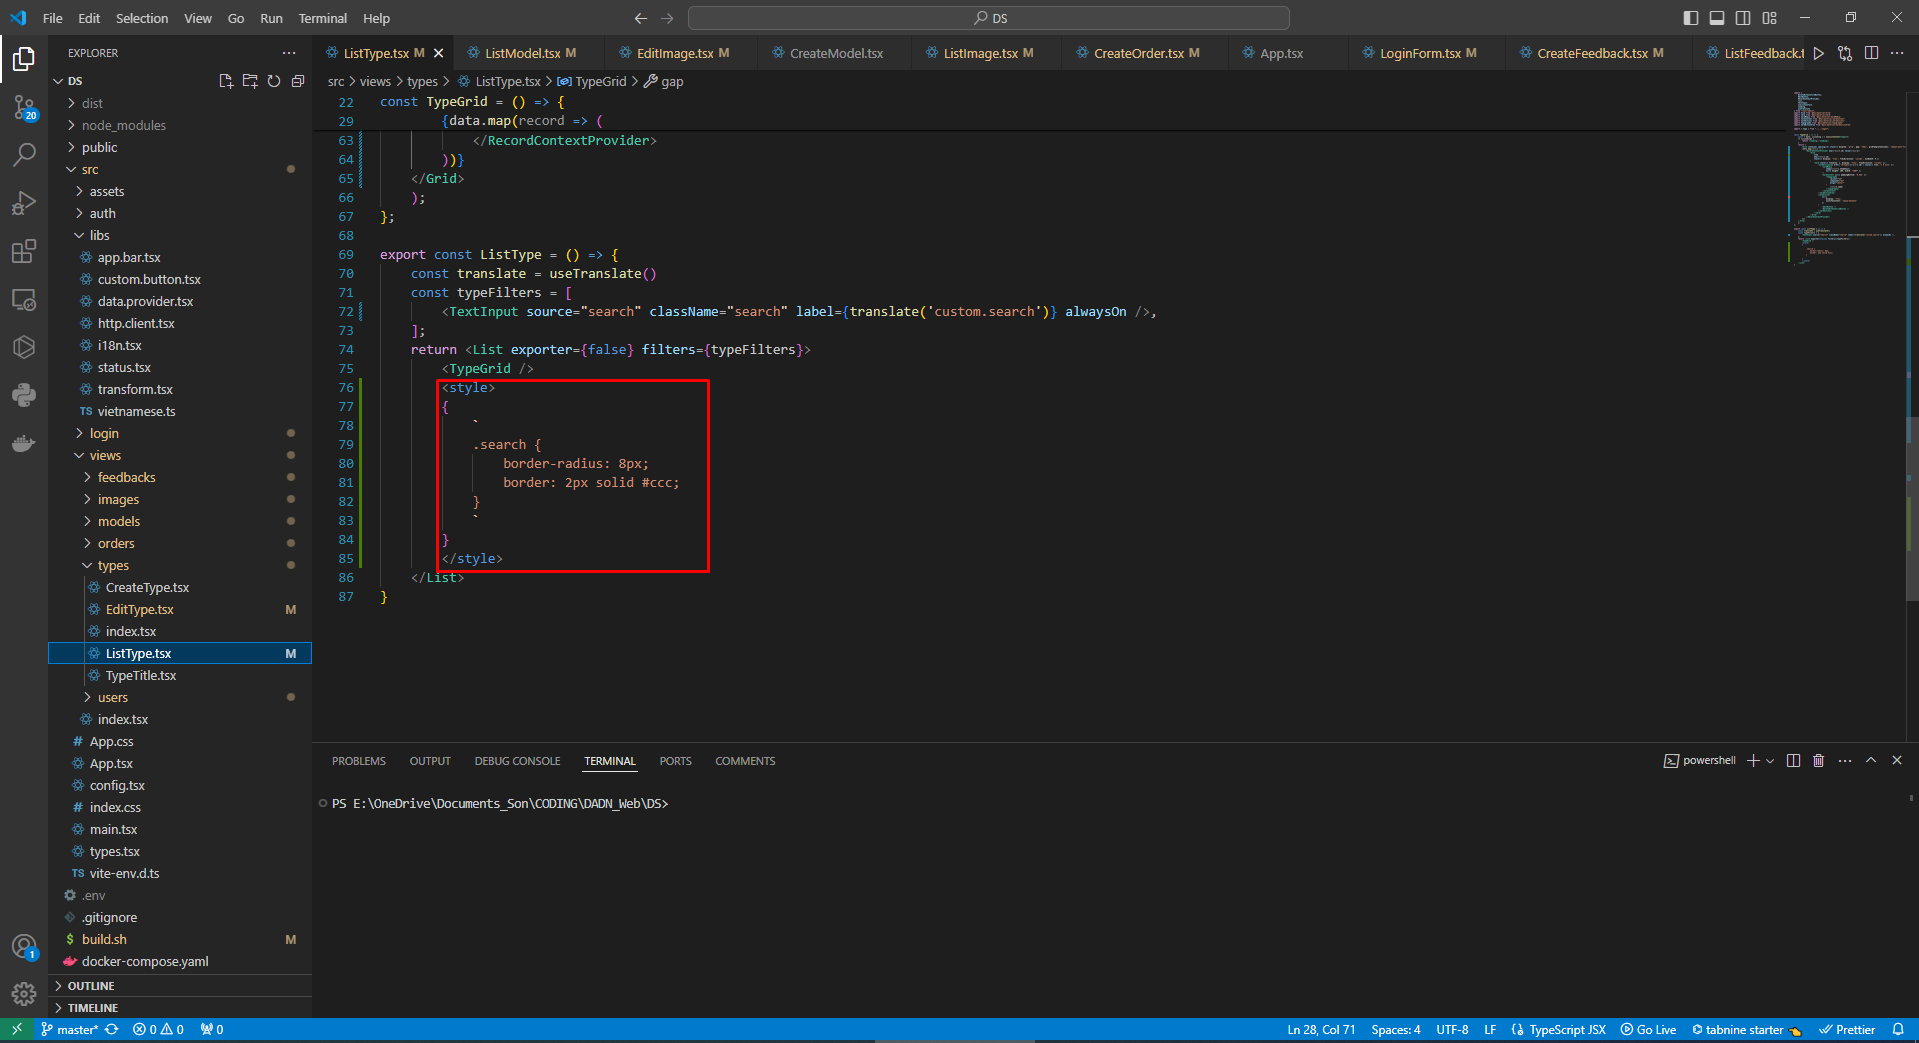 File Edit Selection View Go Run Terminal Help
DS
EXPLORER
DS
dist
node_modules
public
src
assets
auth
libs
app.bar.tsx
custom.button.tsx
data.provider.tsx
http.client.tsx
i18n.tsx
status.tsx
transform.tsx
TS vietnamese.ts
login
views
feedbacks
images
models
orders
types
CreateType.tsx
EditType.tsx M
index.tsx
ListType.tsx M
TypeTitle.tsx
users
index.tsx
# App.css
App.tsx
config.tsx
# index.css
main.tsx
types.tsx
TS vite-env.d.ts
.env
.gitignore
$ build.sh M
docker-compose.yaml
OUTLINE
TIMELINE
20
1
ListType.tsx M ListModel.tsx M EditImage.tsx M CreateModel.tsx ListImage.tsx M CreateOrder.tsx M App.tsx LoginForm.tsx M CreateFeedback.tsx M ListFeedback.t
src > views > types > ListType.tsx > TypeGrid > gap
22 const TypeGrid = () => {
29 {data.map(record => (
63 </RecordContextProvider>
64 ))}
65 </Grid>
66 );
67 };
68
69 export const ListType = () => {
70 const translate = useTranslate()
71 const typeFilters = [
72 <TextInput source="search" className="search" label={translate('custom.search')} alwaysOn />,
73 ];
74 return <List exporter={false} filters={typeFilters}>
75 <TypeGrid />
76 <style>
77 {
78 `
79 .search {
80 border-radius: 8px;
81 border: 2px solid #ccc;
82 }
83 `
84 }
85 </style>
86 </List>
87 }
PROBLEMS OUTPUT DEBUG CONSOLE TERMINAL PORTS COMMENTS
powershell
PS E:\OneDrive\Documents_Son\CODING\DADN_Web\DS>
master* 0 0 0 Ln 28, Col 71 Spaces: 4 UTF-8 LF TypeScript JSX Go Live tabnine starter Prettier